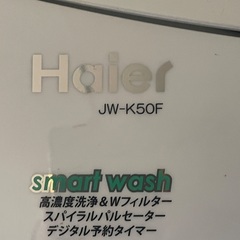 Haier
JW-K50F
smart wash
高濃度洗浄&Wフィルター
スパイラルパルセーター
デジタル予約タイマー